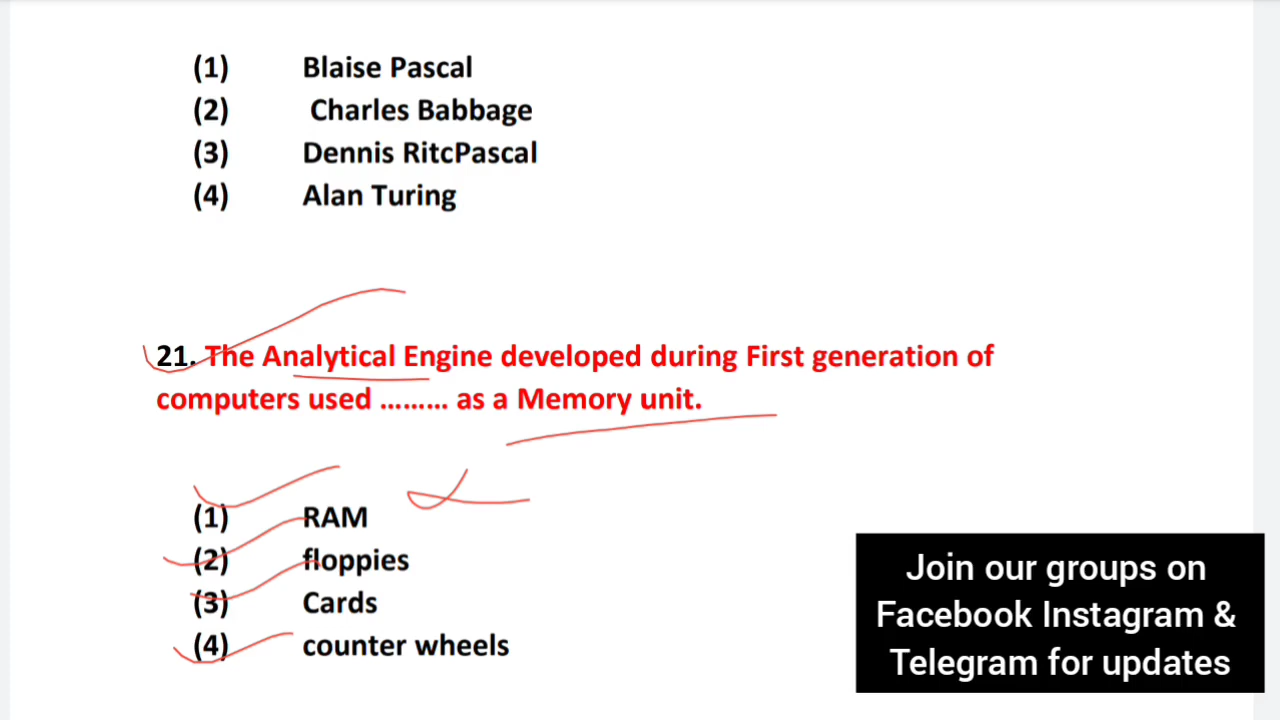 (1) Blaise Pascal
(2) Charles Babbage
(3) Dennis RitcPascal
(4) Alan Turing
21. The Analytical Engine developed during First generation of
computers used ......... as a Memory unit.
(1) RAM
(2) floppies
(3) Cards
(4) counter wheels
Join our groups on
Facebook Instagram &
Telegram for updates